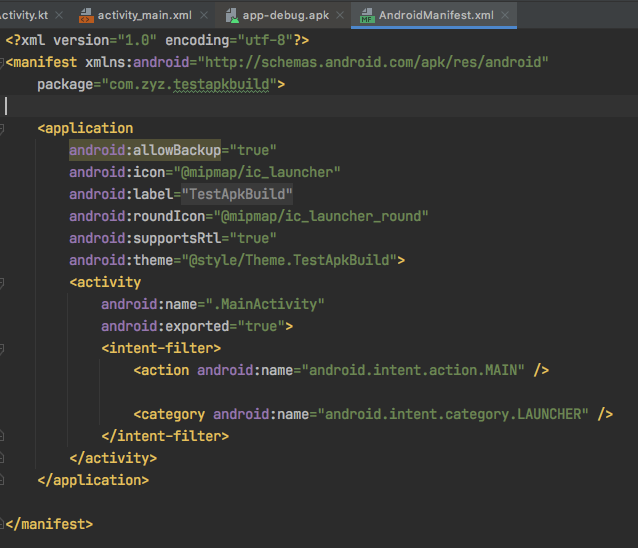 ctivity.kt activity_main.xml app-debug.apk AndroidManifest.xml
<?xml version="1.0" encoding="utf-8"?>
<manifest xmlns:android="http://schemas.android.com/apk/res/android"
    package="com.zyz.testapkbuild">

    <application
        android:allowBackup="true"
        android:icon="@mipmap/ic_launcher"
        android:label="TestApkBuild"
        android:roundIcon="@mipmap/ic_launcher_round"
        android:supportsRtl="true"
        android:theme="@style/Theme.TestApkBuild">
        <activity
            android:name=".MainActivity"
            android:exported="true">
            <intent-filter>
                <action android:name="android.intent.action.MAIN" />

                <category android:name="android.intent.category.LAUNCHER" />
            </intent-filter>
        </activity>
    </application>

</manifest>